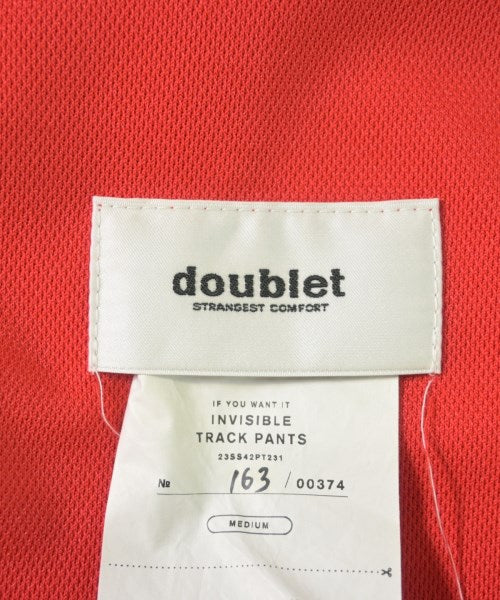 doublet
STRANGEST COMFORT
IF YOU WANT IT
INVISIBLE
TRACK PANTS
23SS42PT231
№ 163 / 00374
MEDIUM